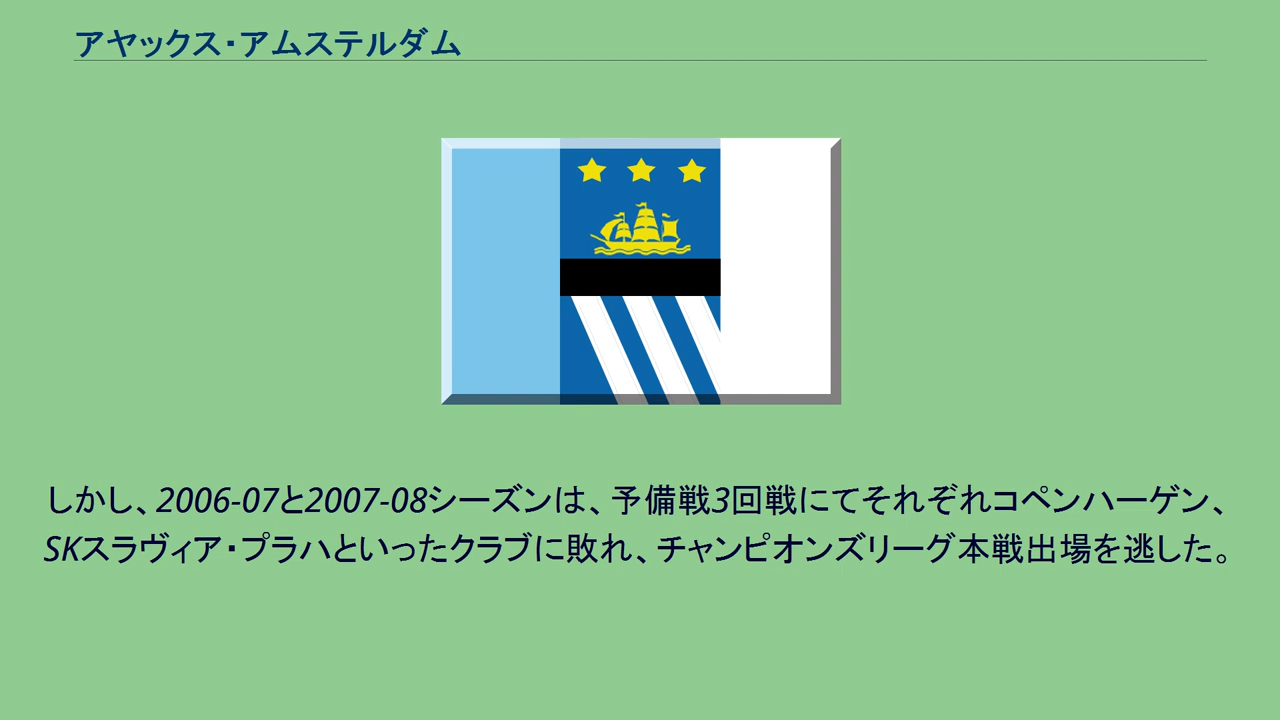 アヤックス・アムステルダム
しかし、2006-07と2007-08シーズンは、予備戦3回戦にてそれぞれコペンハーゲン、
SKスラヴィア・プラハといったクラブに敗れ、チャンピオンズリーグ本戦出場を逃した。